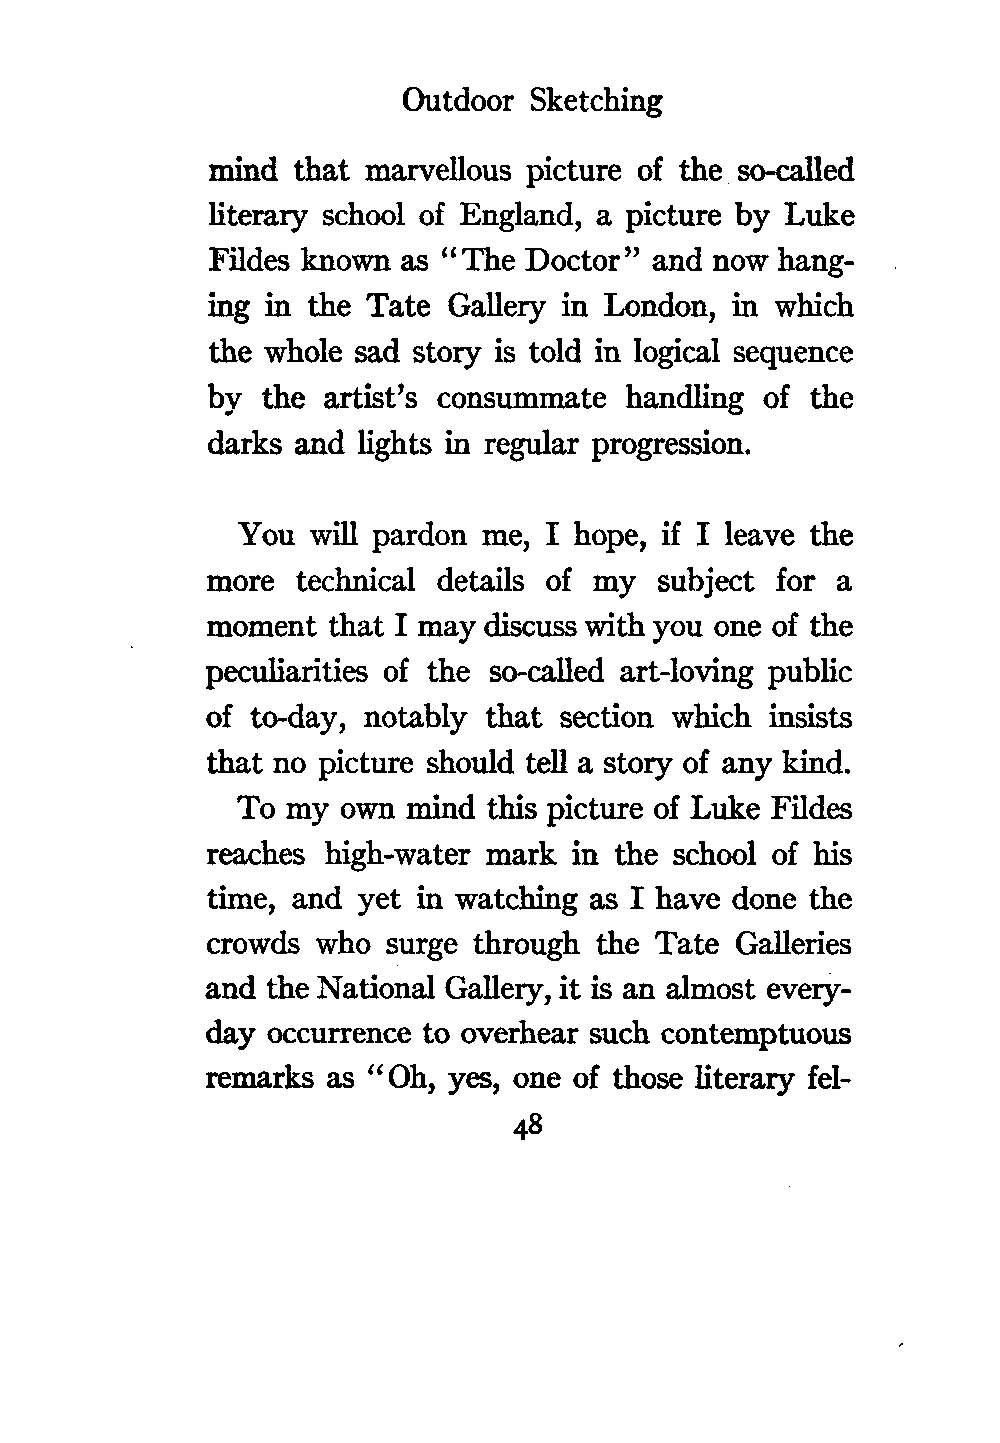 Outdoor Sketching
mind that marvellous picture of the so-called
literary school of England, a picture by Luke
Fildes known as "The Doctor" and now hang-
ing in the Tate Gallery in London, in which
the whole sad story is told in logical sequence
by the artist's consummate handling of the
darks and lights in regular progression.
You will pardon me, I hope, if I leave the
more technical details of my subject for a
moment that I may discuss with you one of the
peculiarities of the so-called art-loving public
of to-day, notably that section which insists
that no picture should tell a story of any kind.
To my own mind this picture of Luke Fildes
reaches high-water mark in the school of his
time, and yet in watching as I have done the
crowds who surge through the Tate Galleries
and the National Gallery, it is an almost every-
day occurrence to overhear such contemptuous
remarks as "Oh, yes, one of those literary fel-
48